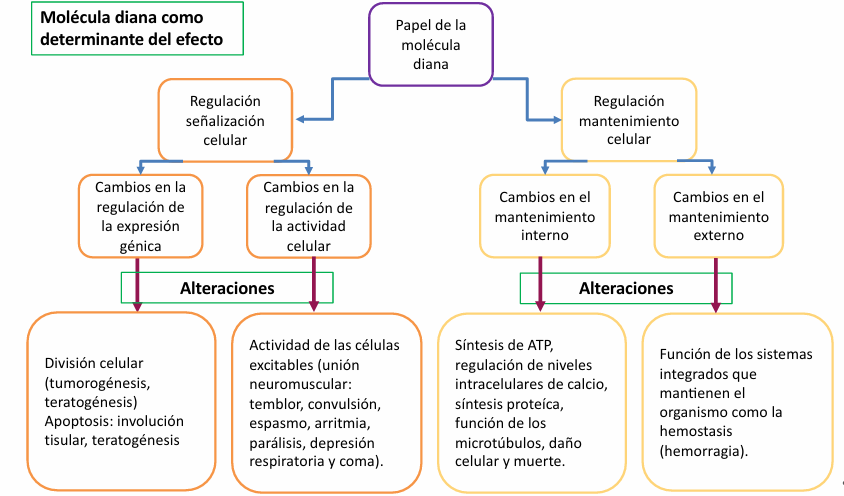 Molécula diana como
determinante del efecto
Papel de la
molécula
diana
Regulación
señalización
celular
Regulación
mantenimiento
celular
Cambios en la
regulación de
la expresión
génica
Cambios en la
regulación de
la actividad
celular
Cambios en el
mantenimiento
interno
Cambios en el
mantenimiento
externo
Alteraciones
Alteraciones
División celular
(tumorogénesis,
teratogénesis)
Apoptosis: involución
tisular, teratogénesis
Actividad de las células
excitables (unión
neuromuscular:
temblor, convulsión,
espasmo, arritmia,
parálisis, depresión
respiratoria y coma).
Síntesis de ATP,
regulación de niveles
intracelulares de calcio,
síntesis proteíca,
función de los
microtúbulos, daño
celular y muerte.
Función de los sistemas
integrados que
mantienen el
organismo como la
hemostasis
(hemorragia).